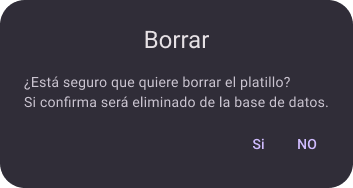 Borrar
¿Está seguro que quiere borrar el platillo?
Si confirma será eliminado de la base de datos.
Si NO